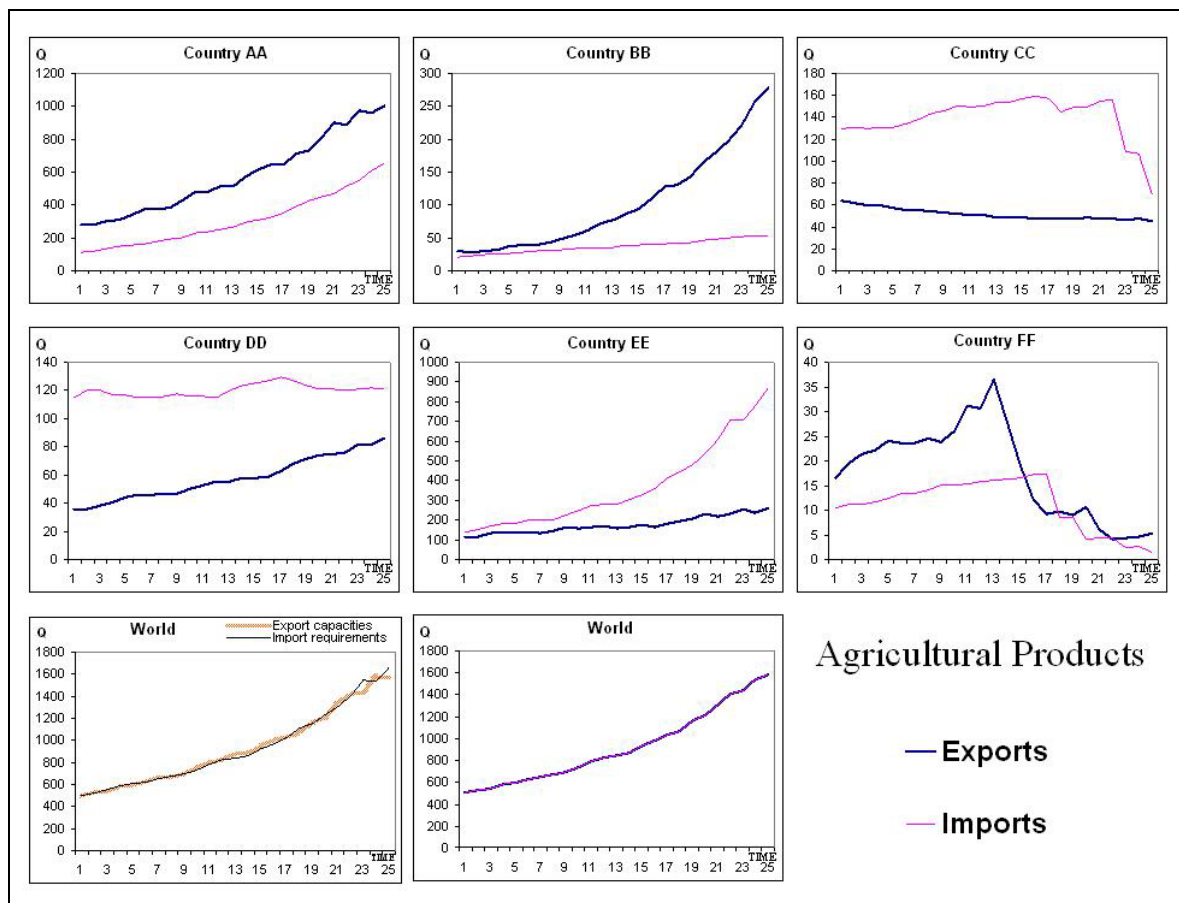 Q Country AA
1200
1000
800
600
400
200
0
TIME
1 3 5 7 9 11 13 15 17 19 21 23 25
Q Country BB
300
250
200
150
100
50
0
TIME
1 3 5 7 9 11 13 15 17 19 21 23 25
Q Country CC
180
160
140
120
100
80
60
40
20
0
TIME
1 3 5 7 9 11 13 15 17 19 21 23 25
Q Country DD
140
120
100
80
60
40
20
0
TIME
1 3 5 7 9 11 13 15 17 19 21 23 25
Q Country EE
1000
900
800
700
600
500
400
300
200
100
0
TIME
1 3 5 7 9 11 13 15 17 19 21 23 25
Q Country FF
40
35
30
25
20
15
10
5
0
TIME
1 3 5 7 9 11 13 15 17 19 21 23 25
Q World
Export capacities
Import requirements
1800
1600
1400
1200
1000
800
600
400
200
0
TIME
1 3 5 7 9 11 13 15 17 19 21 23 25
Q World
1800
1600
1400
1200
1000
800
600
400
200
0
TIME
1 3 5 7 9 11 13 15 17 19 21 23 25
Agricultural Products
Exports
Imports